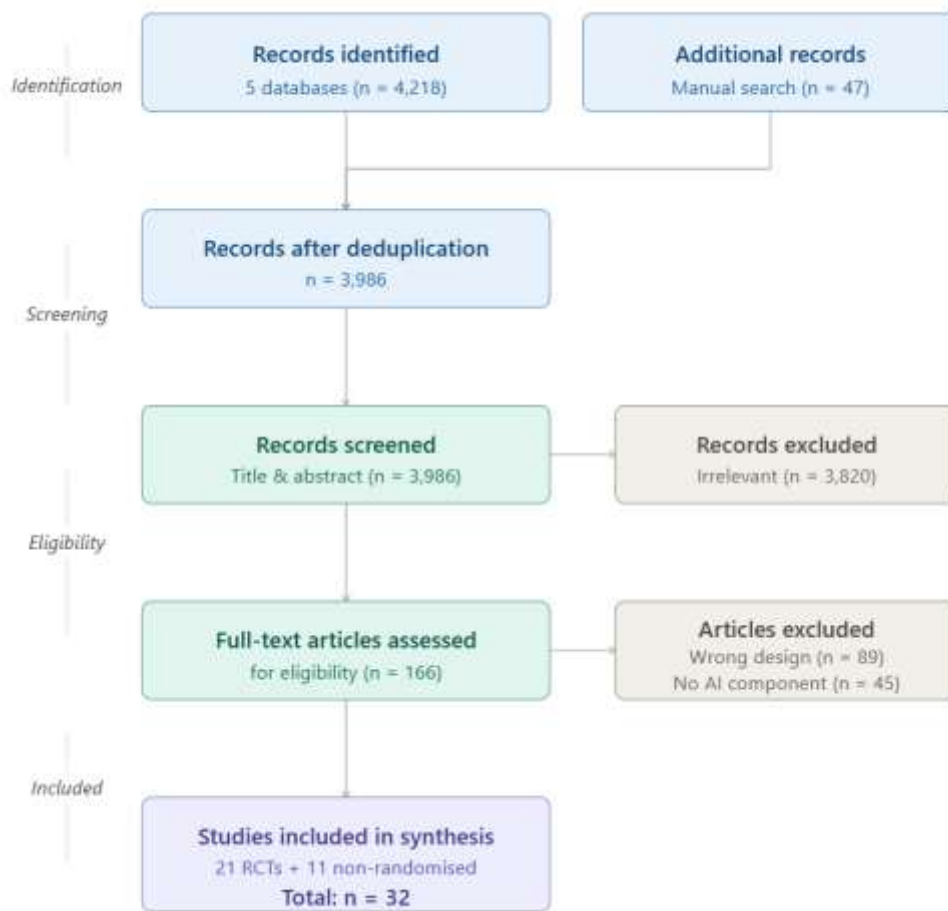 Records identified
5 databases (n = 4,218)
Additional records
Manual search (n = 47)
Identification
Records after deduplication
n = 3,986
Screening
Records screened
Title & abstract (n = 3,986)
Records excluded
Irrelevant (n = 3,820)
Eligibility
Full-text articles assessed
for eligibility (n = 166)
Articles excluded
Wrong design (n = 89)
No AI component (n = 45)
Included
Studies included in synthesis
21 RCTs + 11 non-randomised
Total: n = 32